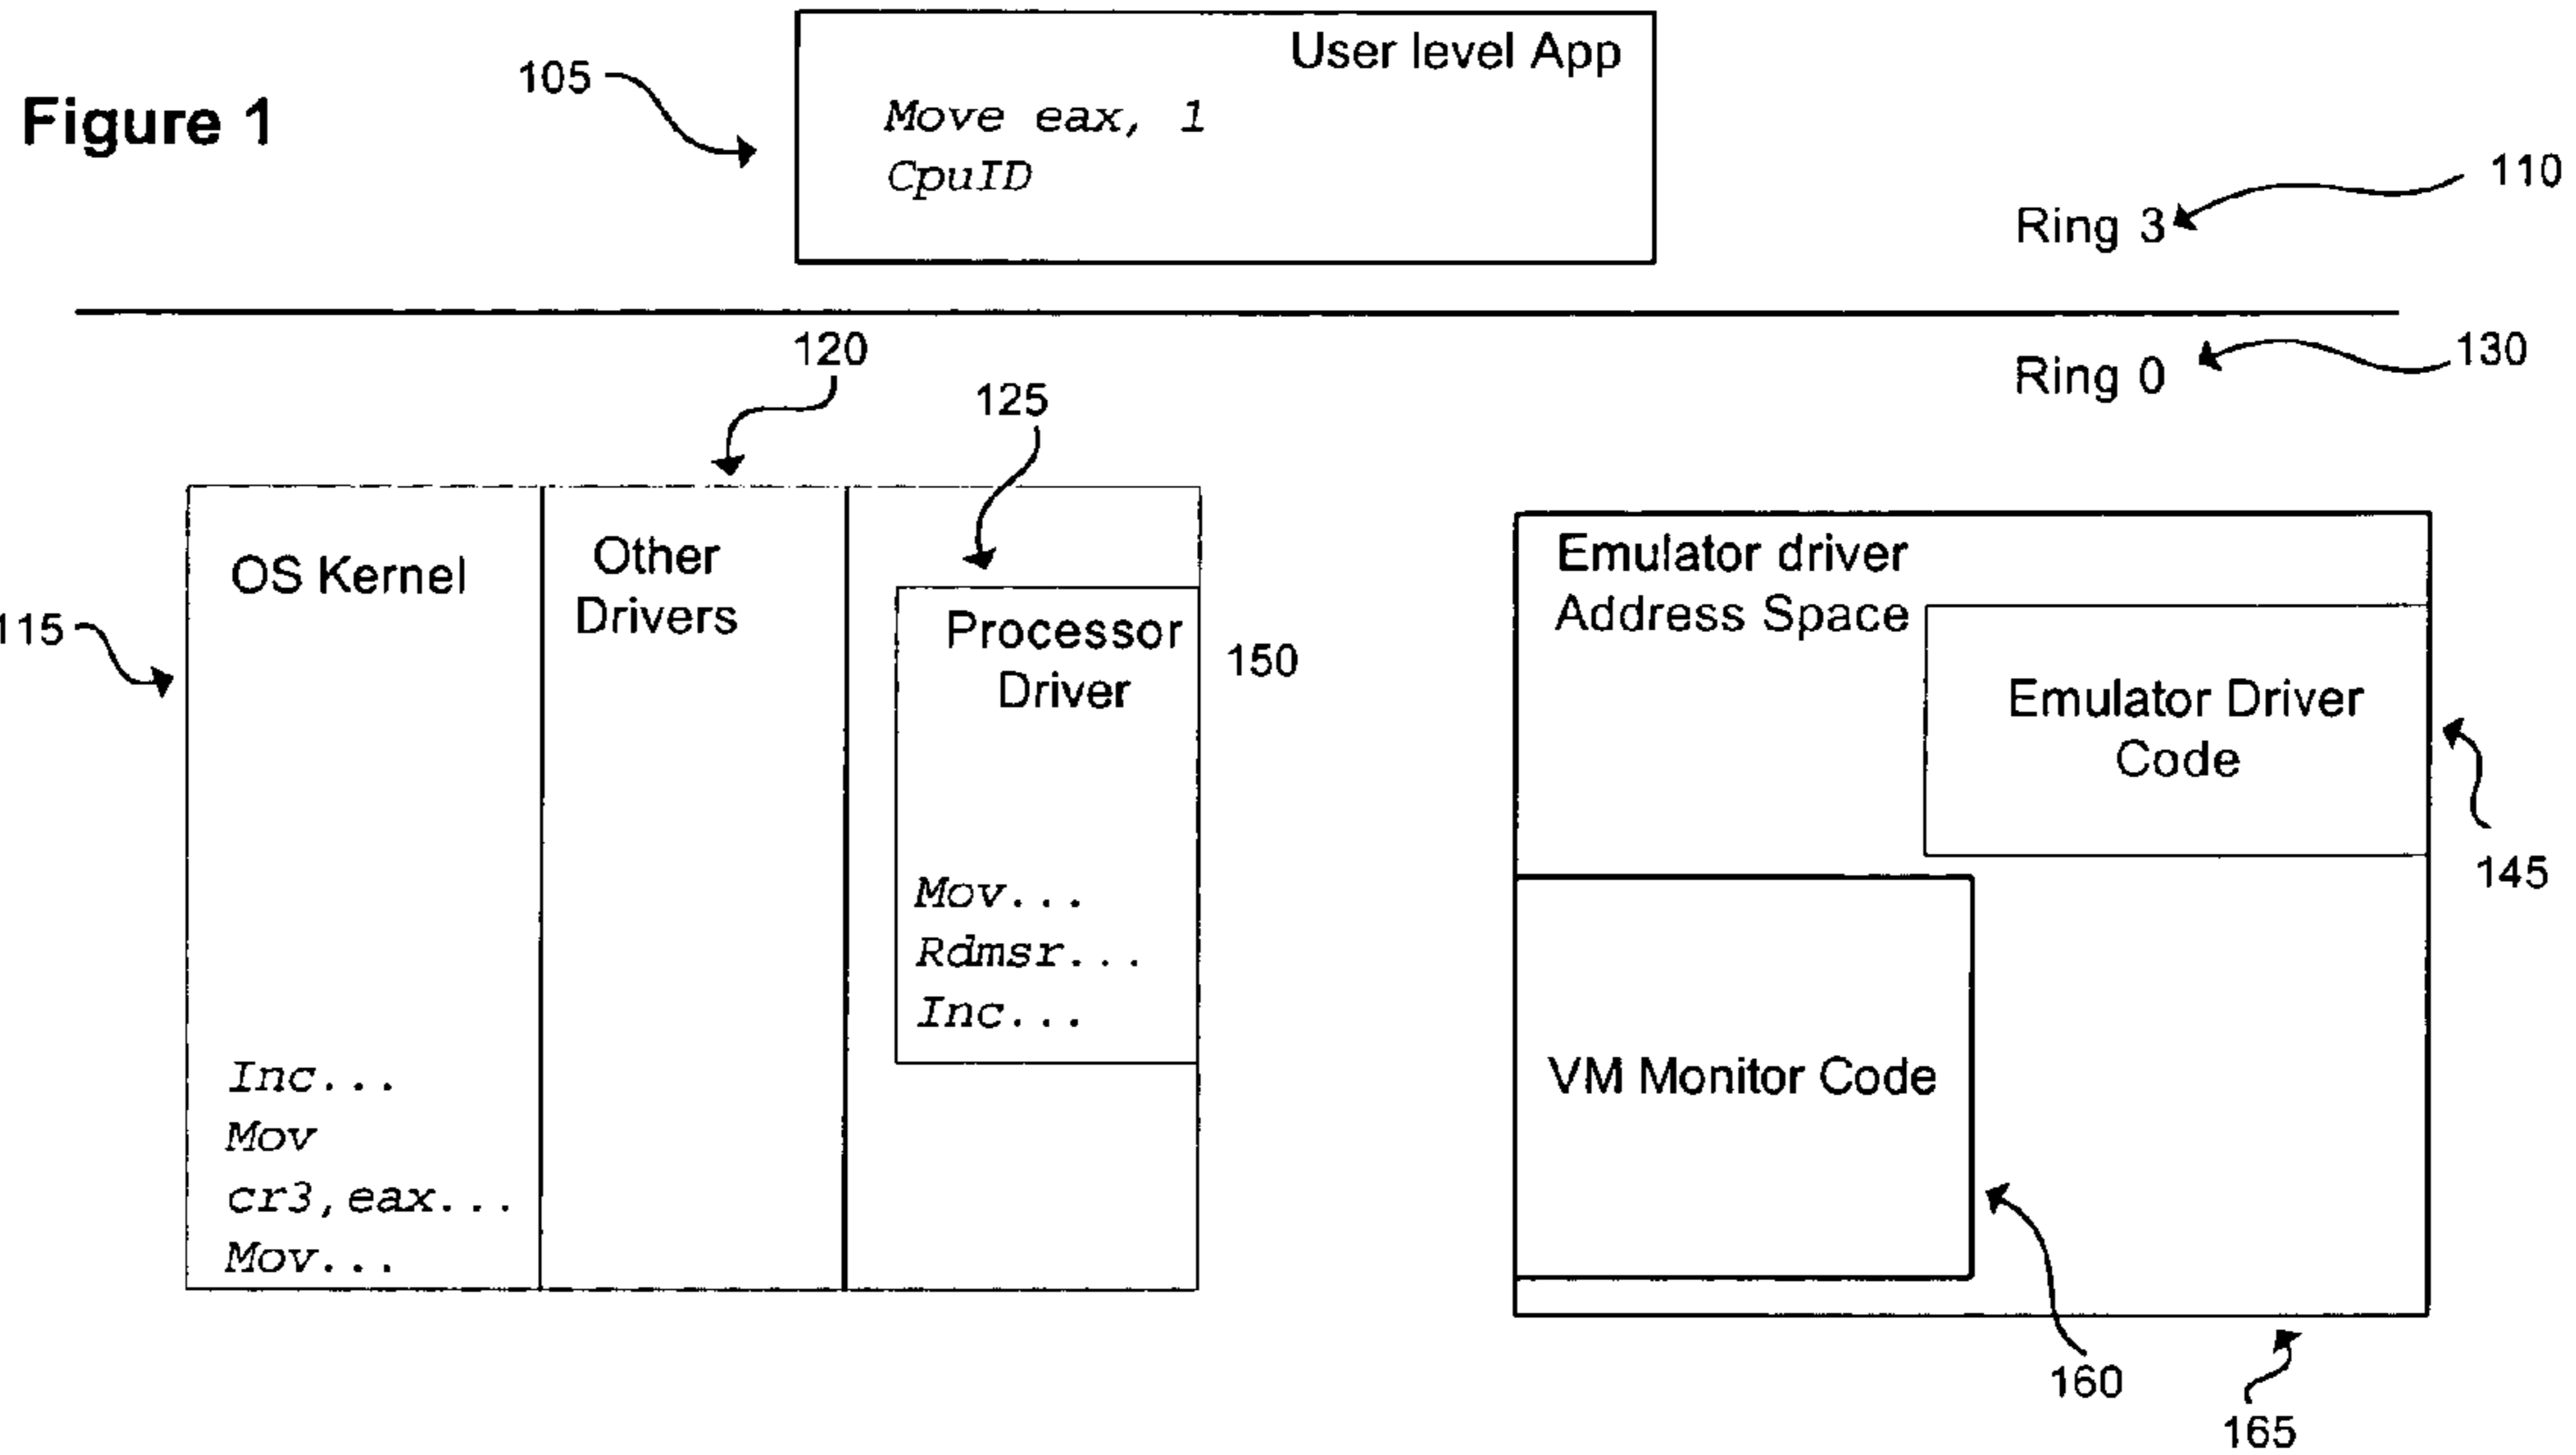 Figure 1
105
User level App
Move eax, 1
CpuID
110
Ring 3
130
Ring 0
120
125
115
OS Kernel
Inc...
Mov
cr3,eax...
Mov...
Other
Drivers
Processor
Driver
Mov...
Rdmsr...
Inc...
150
Emulator driver
Address Space
Emulator Driver
Code
145
VM Monitor Code
160
165